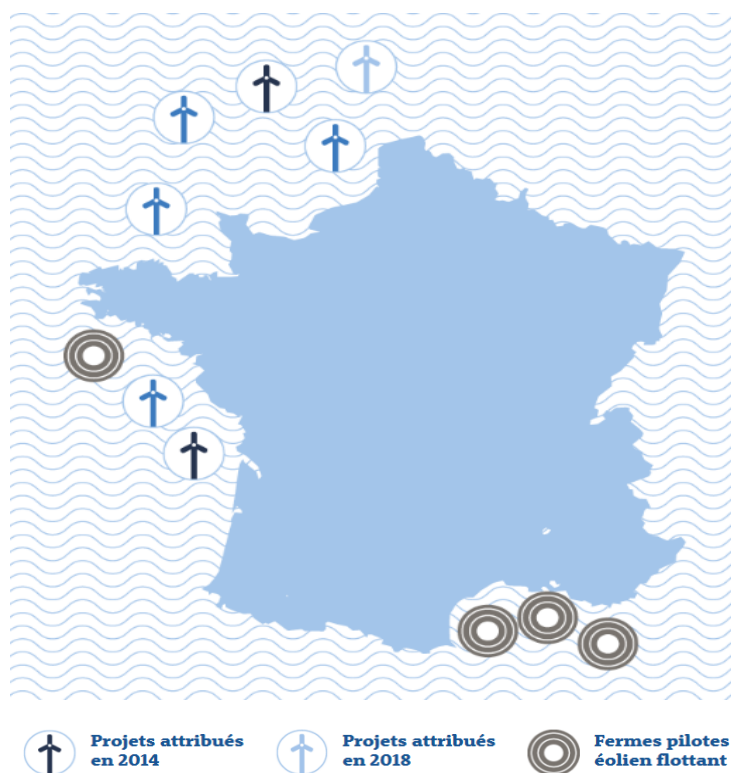 Projets attribués
en 2014
Projets attribués
en 2018
Fermes pilotes
éolien flottant